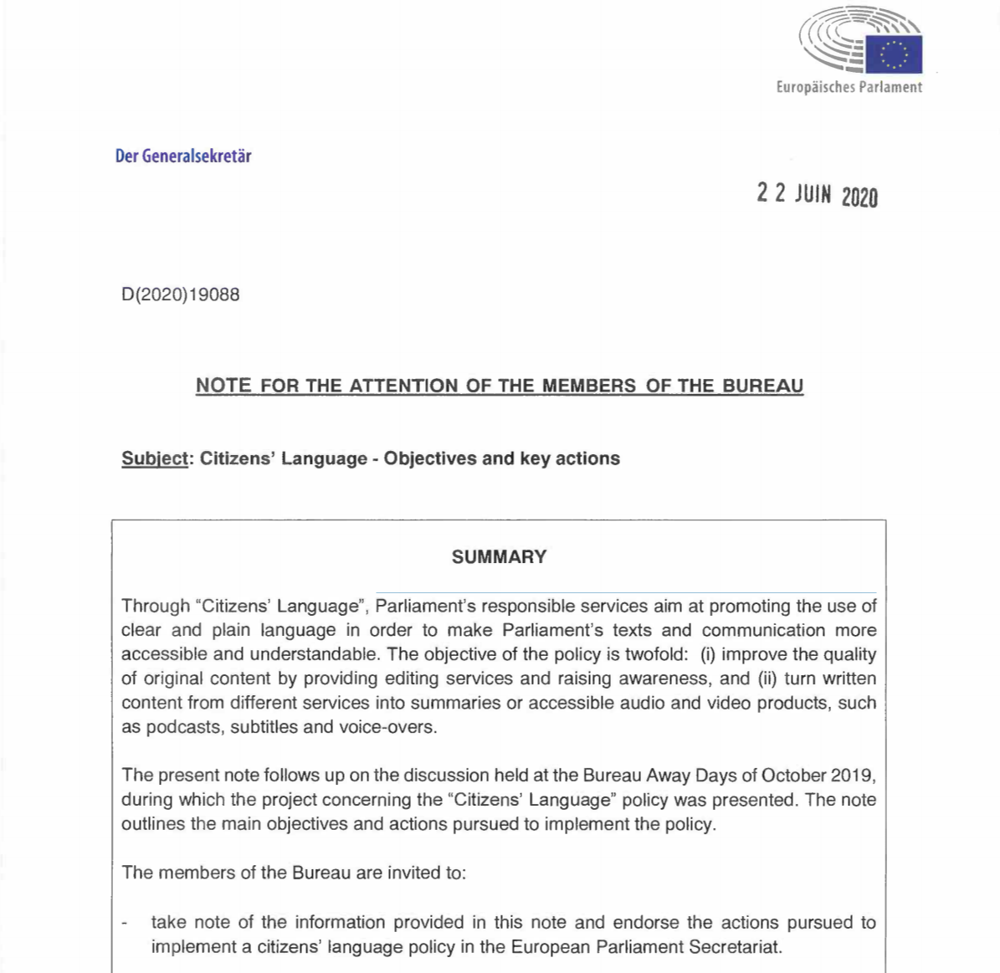 Europäisches Parlament
Der Generalsekretär
22 JUIN 2020
D(2020)19088
NOTE FOR THE ATTENTION OF THE MEMBERS OF THE BUREAU
Subject: Citizens' Language - Objectives and key actions
SUMMARY
Through "Citizens' Language", Parliament's responsible services aim at promoting the use of
clear and plain language in order to make Parliament's texts and communication more
accessible and understandable. The objective of the policy is twofold: (i) improve the quality
of original content by providing editing services and raising awareness, and (ii) turn written
content from different services into summaries or accessible audio and video products, such
as podcasts, subtitles and voice-overs.
The present note follows up on the discussion held at the Bureau Away Days of October 2019,
during which the project concerning the "Citizens' Language" policy was presented. The note
outlines the main objectives and actions pursued to implement the policy.
The members of the Bureau are invited to:
- take note of the information provided in this note and endorse the actions pursued to
implement a citizens' language policy in the European Parliament Secretariat.